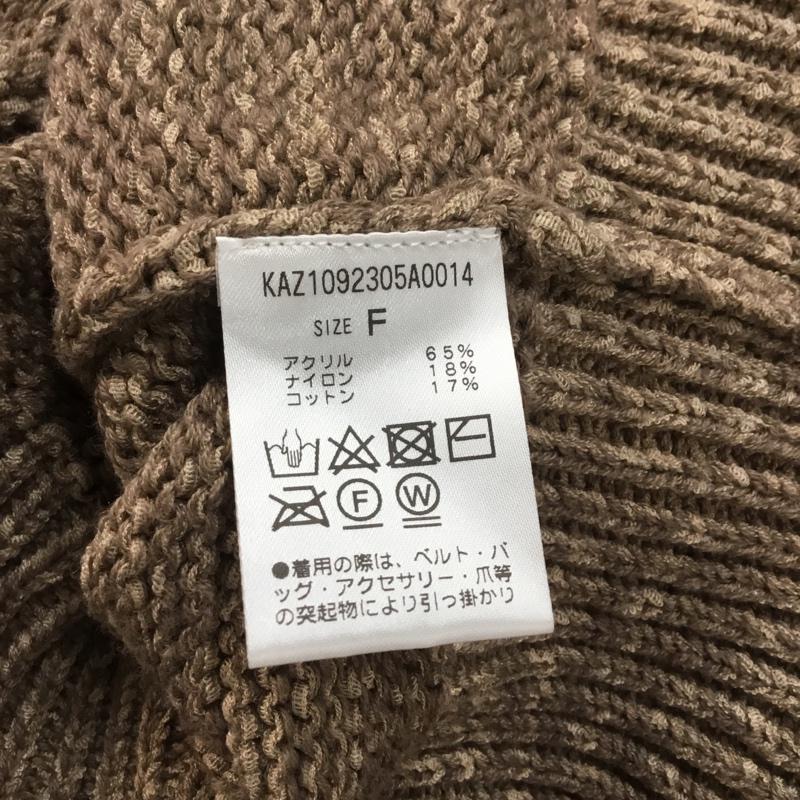 KAZ1092305A0014
SIZE F
アクリル 65%
ナイロン 18%
コットン 17%
F W
●着用の際は、ベルト・バ
ッグ・アクセサリー・爪等
の突起物により引っ掛かり